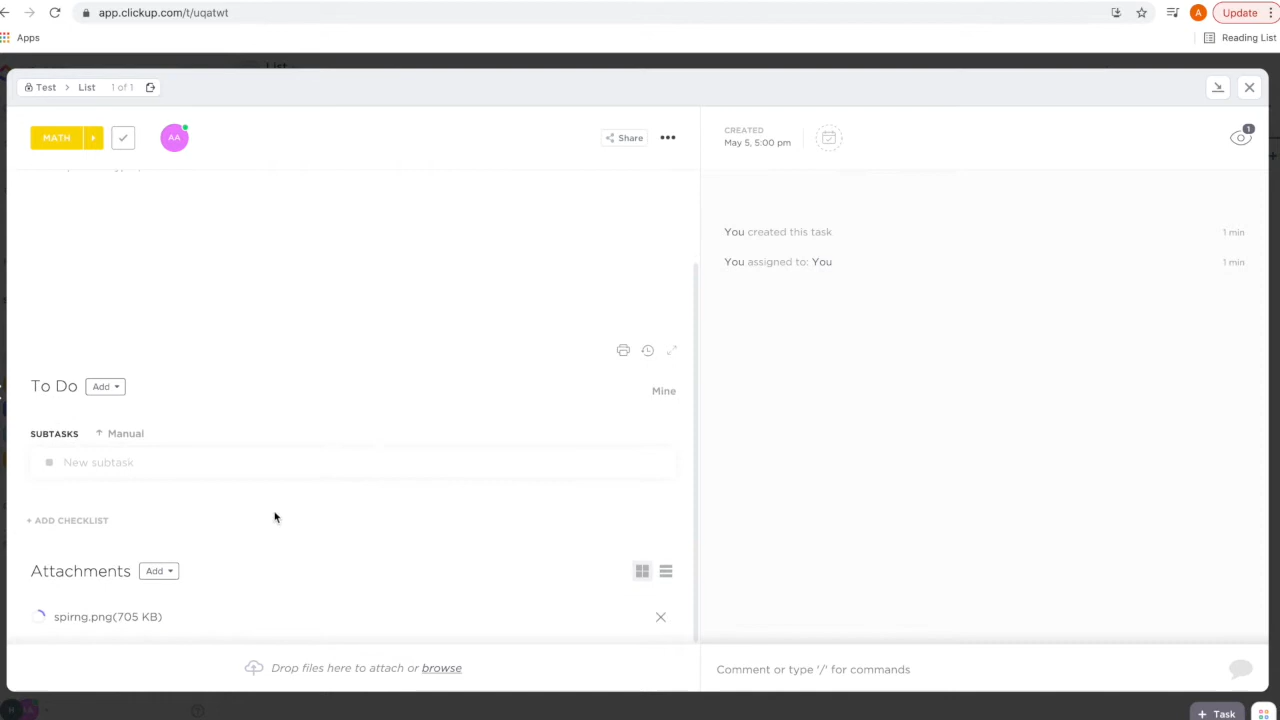 app.clickup.com/t/uqatwt
A
Update
Apps
Reading List
List
Test > List 1 of 1
MATH
AA
Share
CREATED
May 5, 5:00 pm
1
You created this task
1 min
You assigned to: You
1 min
To Do
Add
Mine
SUBTASKS
Manual
New subtask
+ ADD CHECKLIST
Attachments
Add
spirng.png(705 KB)
Drop files here to attach or browse
Comment or type '/' for commands
+ Task